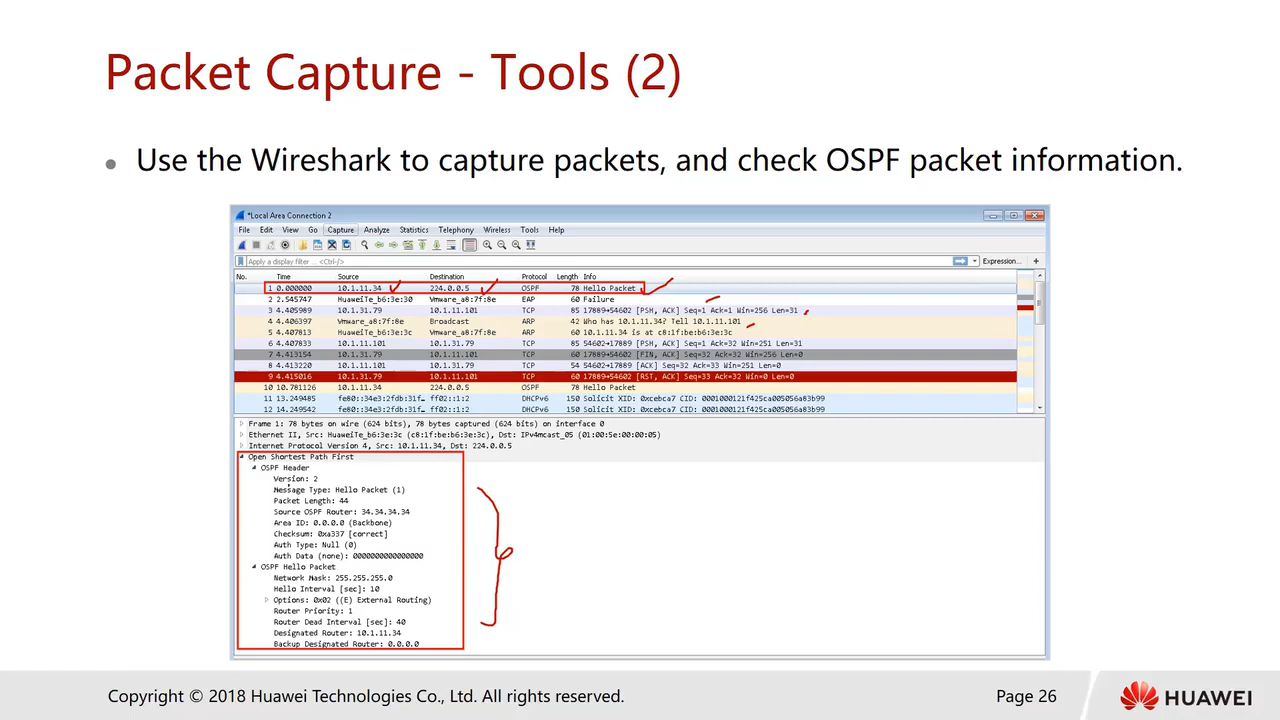 Packet Capture - Tools (2)
• Use the Wireshark to capture packets, and check OSPF packet information.
*Local Area Connection 2
File Edit View Go Capture Analyze Statistics Telephony Wireless Tools Help
Apply a display filter ... <Ctrl-/> Expression... +
No. Time Source Destination Protocol Length Info
1 0.000000 10.1.11.34 224.0.0.5 OSPF 78 Hello Packet
2 2.545747 HuaweiTe_b6:3e:30 Vmware_a8:7f:8e EAP 60 Failure
3 4.405989 10.1.31.79 10.1.11.101 TCP 85 17889→54602 [PSH, ACK] Seq=1 Ack=1 Win=256 Len=31
4 4.406397 Vmware_a8:7f:8e Broadcast ARP 42 Who has 10.1.11.34? Tell 10.1.11.101
5 4.407813 HuaweiTe_b6:3e:3c Vmware_a8:7f:8e ARP 60 10.1.11.34 is at c8:1f:be:b6:3e:3c
6 4.407833 10.1.11.101 10.1.31.79 TCP 85 54602→17889 [PSH, ACK] Seq=1 Ack=32 Win=251 Len=31
7 4.413154 10.1.31.79 10.1.11.101 TCP 60 17889→54602 [FIN, ACK] Seq=32 Ack=32 Win=256 Len=0
8 4.413220 10.1.11.101 10.1.31.79 TCP 54 54602→17889 [ACK] Seq=32 Ack=33 Win=251 Len=0
9 4.415016 10.1.31.79 10.1.11.101 TCP 60 17889→54602 [RST, ACK] Seq=33 Ack=32 Win=0 Len=0
10 10.781126 10.1.11.34 224.0.0.5 OSPF 78 Hello Packet
11 13.249485 fe80::34e3:2fdb:31f… ff02::1:2 DHCPv6 150 Solicit XID: 0xcebca7 CID: 0001000121f425ca005056a83b99
12 14.249542 fe80::34e3:2fdb:31f… ff02::1:2 DHCPv6 150 Solicit XID: 0xcebca7 CID: 0001000121f425ca005056a83b99
Frame 1: 78 bytes on wire (624 bits), 78 bytes captured (624 bits) on interface 0
Ethernet II, Src: HuaweiTe_b6:3e:3c (c8:1f:be:b6:3e:3c), Dst: IPv4mcast_05 (01:00:5e:00:00:05)
Internet Protocol Version 4, Src: 10.1.11.34, Dst: 224.0.0.5
Open Shortest Path First
OSPF Header
Version: 2
Message Type: Hello Packet (1)
Packet Length: 44
Source OSPF Router: 34.34.34.34
Area ID: 0.0.0.0 (Backbone)
Checksum: 0xa337 [correct]
Auth Type: Null (0)
Auth Data (none): 0000000000000000
OSPF Hello Packet
Network Mask: 255.255.255.0
Hello Interval [sec]: 10
Options: 0x02 ((E) External Routing)
Router Priority: 1
Router Dead Interval [sec]: 40
Designated Router: 10.1.11.34
Backup Designated Router: 0.0.0.0
Copyright © 2018 Huawei Technologies Co., Ltd. All rights reserved.
Page 26
HUAWEI